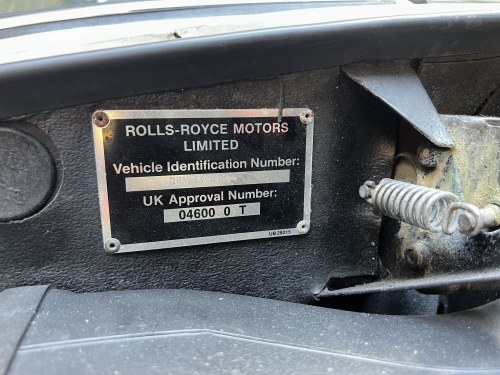 ROLLS-ROYCE MOTORS
LIMITED
Vehicle Identification Number:
UK Approval Number:
04600 0 T